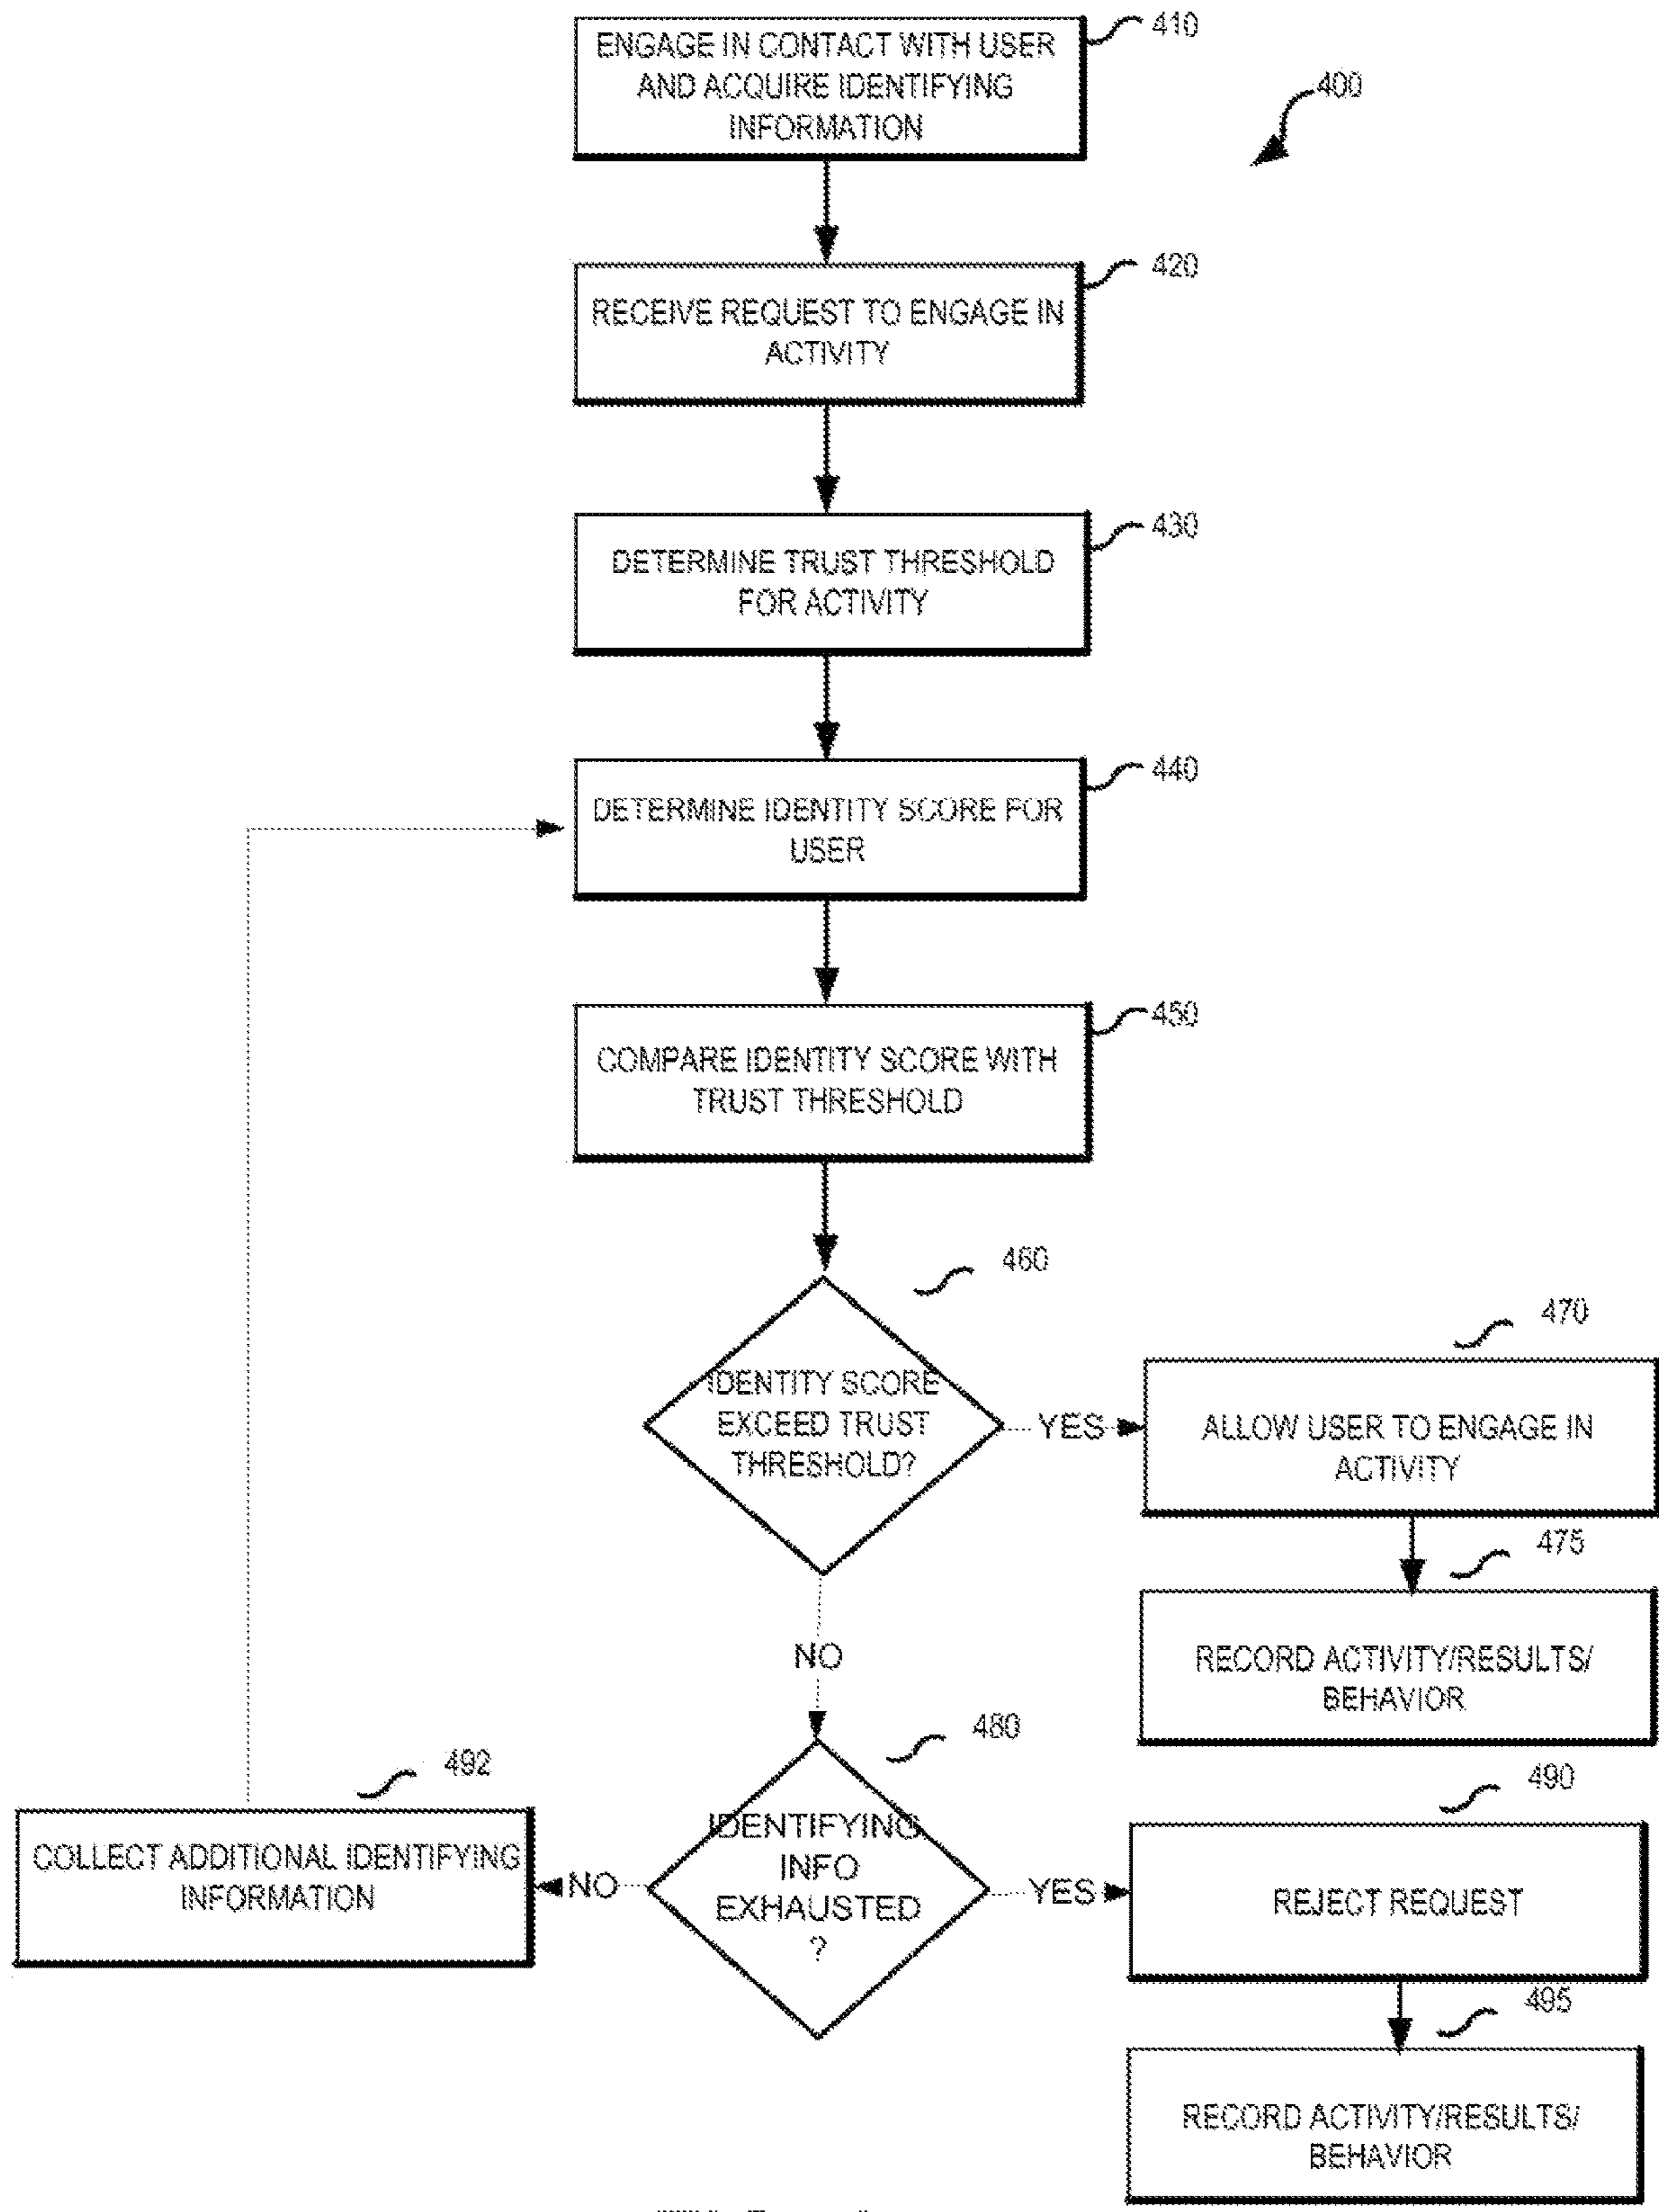 410
ENGAGE IN CONTACT WITH USER
AND ACQUIRE IDENTIFYING
INFORMATION
400
420
RECEIVE REQUEST TO ENGAGE IN
ACTIVITY
430
DETERMINE TRUST THRESHOLD
FOR ACTIVITY
440
DETERMINE IDENTITY SCORE FOR
USER
450
COMPARE IDENTITY SCORE WITH
TRUST THRESHOLD
460
IDENTITY SCORE
EXCEED TRUST
THRESHOLD?
YES
470
ALLOW USER TO ENGAGE IN
ACTIVITY
475
RECORD ACTIVITY/RESULTS/
BEHAVIOR
NO
480
IDENTIFYING
INFO
EXHAUSTED
?
NO
492
COLLECT ADDITIONAL IDENTIFYING
INFORMATION
YES
490
REJECT REQUEST
495
RECORD ACTIVITY/RESULTS/
BEHAVIOR